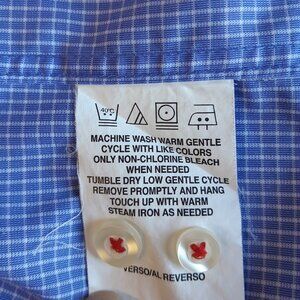 40°C
MACHINE WASH WARM GENTLE
CYCLE WITH LIKE COLORS
ONLY NON-CHLORINE BLEACH
WHEN NEEDED
TUMBLE DRY LOW GENTLE CYCLE
REMOVE PROMPTLY AND HANG
TOUCH UP WITH WARM
STEAM IRON AS NEEDED
VERSO/AL REVERSO